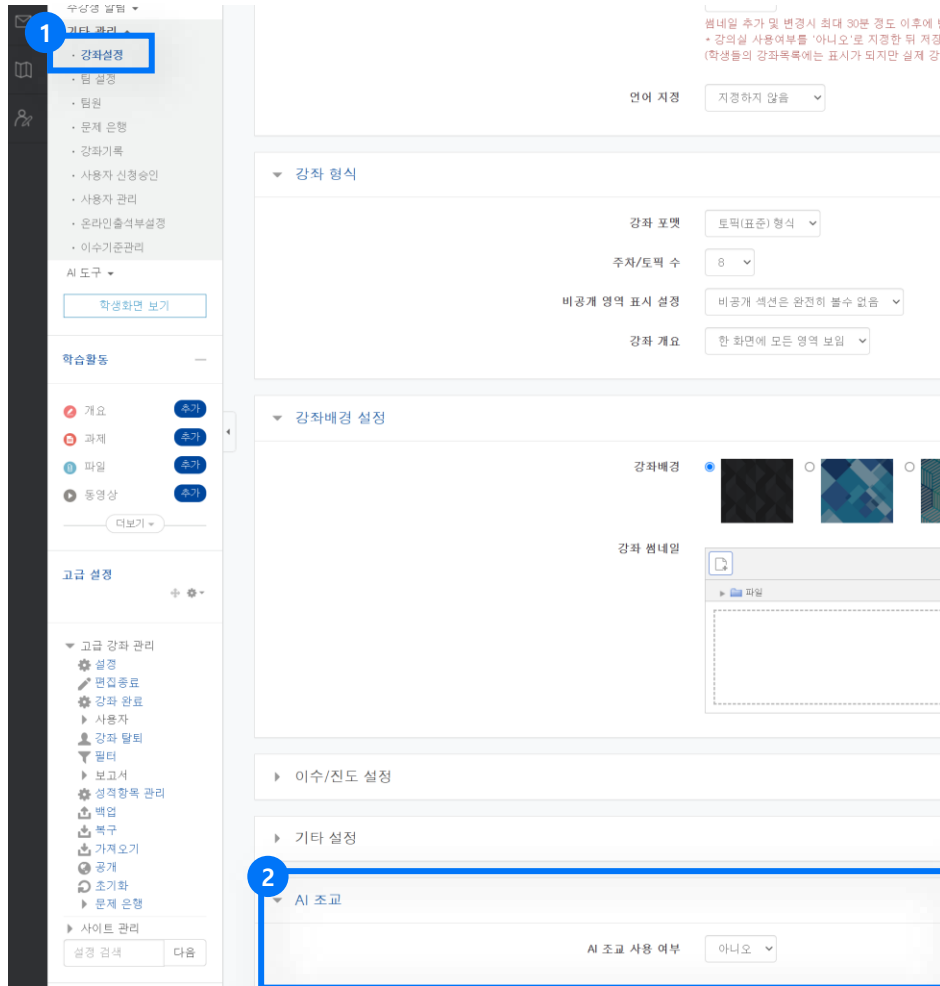 수강생 알림
1
기타 관리
· 강좌설정
· 팀 설정
· 팀원
· 문제 은행
· 강좌기록
· 사용자 신청승인
· 사용자 관리
· 온라인출석부설정
· 이수기준관리
AI 도구
학생화면 보기
학습활동
개요 추가
과제 추가
파일 추가
동영상 추가
더보기
고급 설정
고급 강좌 관리
설정
편집종료
강좌 완료
사용자
강좌 탈퇴
필터
보고서
성적항목 관리
백업
복구
가져오기
공개
초기화
문제 은행
사이트 관리
설정 검색 다음
썸네일 추가 및 변경시 최대 30분 정도 이후에
* 강의실 사용여부를 '아니오'로 지정한 뒤 저장
(학생들의 강좌목록에는 표시가 되지만 실제 강
언어 지정 지정하지 않음
강좌 형식
강좌 포맷 토픽(표준) 형식
주차/토픽 수 8
비공개 영역 표시 설정 비공개 섹션은 완전히 볼수 없음
강좌 개요 한 화면에 모든 영역 보임
강좌배경 설정
강좌배경
강좌 썸네일
파일
이수/진도 설정
기타 설정
2
AI 조교
AI 조교 사용 여부 아니오